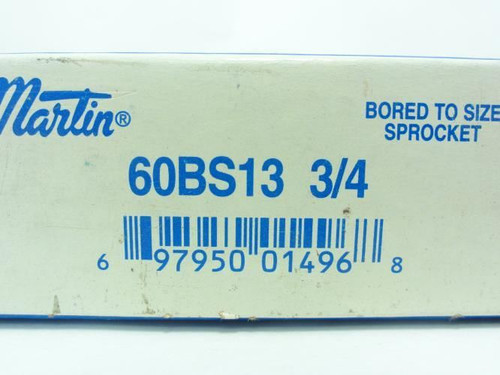 Martin®
BORED TO SIZE
SPROCKET
60BS13 3/4
6 97950 01496 8